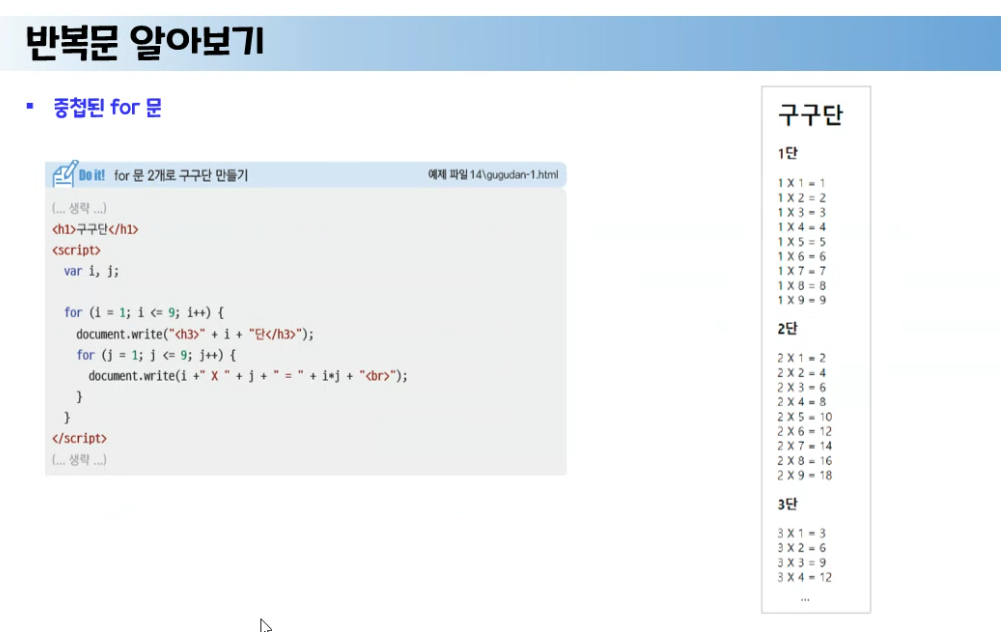 반복문 알아보기
▪ 중첩된 for 문
Do it! for 문 2개로 구구단 만들기 예제 파일 14\gugudan-1.html
(... 생략 ...)
<h1>구구단</h1>
<script>
var i, j;
for (i = 1; i <= 9; i++) {
document.write("<h3>" + i + "단</h3>");
for (j = 1; j <= 9; j++) {
document.write(i +" X " + j + " = " + i*j + "<br>");
}
}
</script>
(... 생략 ...)
구구단
1단
1 X 1 = 1
1 X 2 = 2
1 X 3 = 3
1 X 4 = 4
1 X 5 = 5
1 X 6 = 6
1 X 7 = 7
1 X 8 = 8
1 X 9 = 9
2단
2 X 1 = 2
2 X 2 = 4
2 X 3 = 6
2 X 4 = 8
2 X 5 = 10
2 X 6 = 12
2 X 7 = 14
2 X 8 = 16
2 X 9 = 18
3단
3 X 1 = 3
3 X 2 = 6
3 X 3 = 9
3 X 4 = 12
...